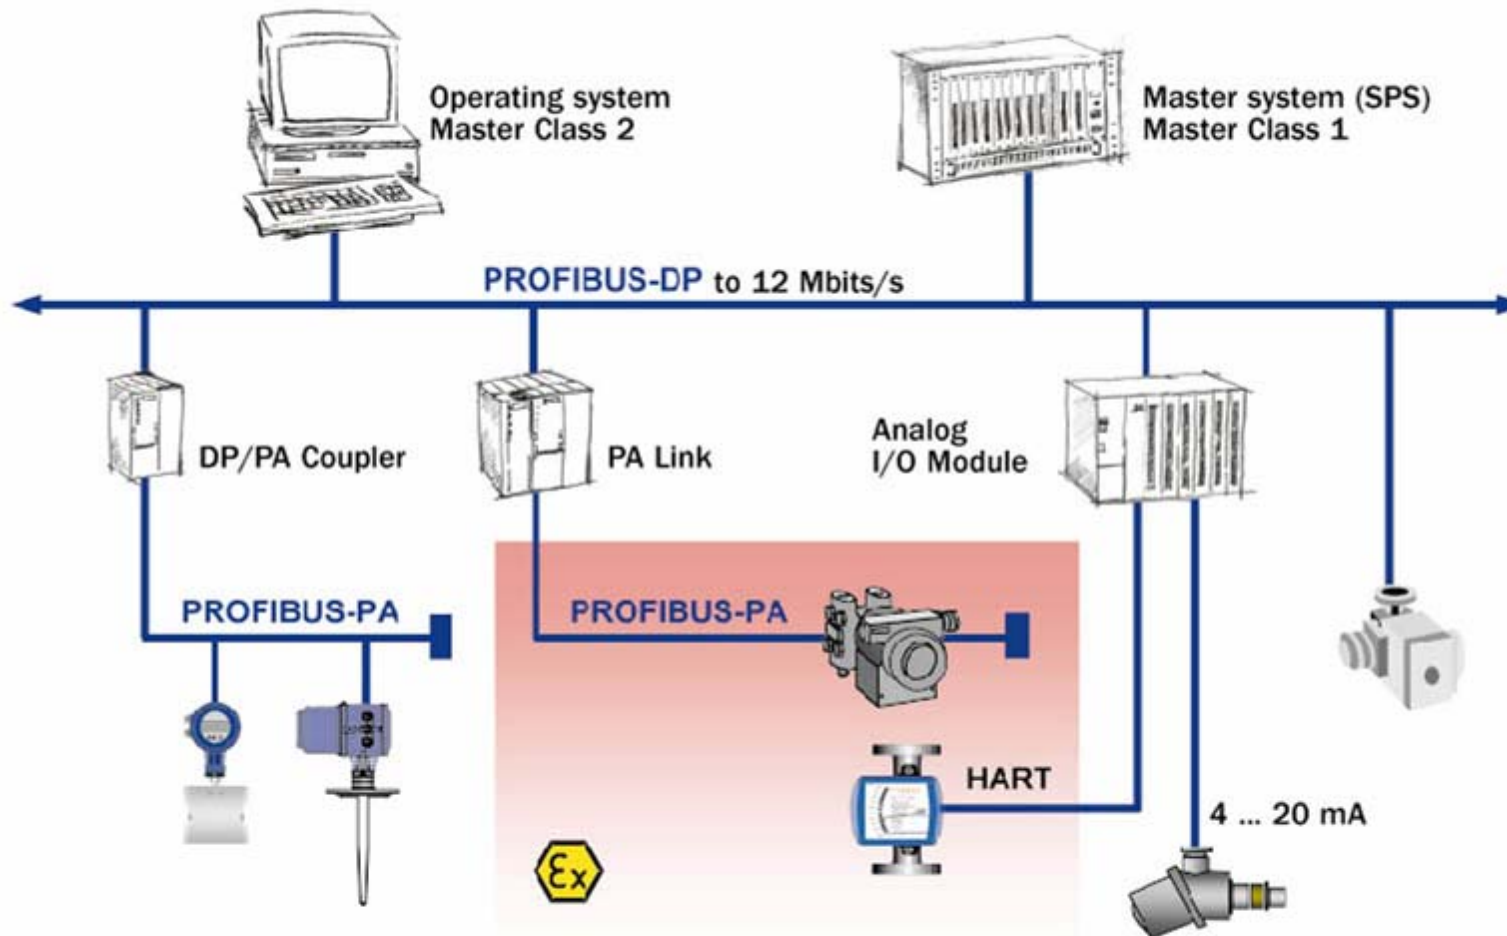 Operating system
Master Class 2
Master system (SPS)
Master Class 1
PROFIBUS-DP to 12 Mbits/s
DP/PA Coupler
PA Link
Analog
I/O Module
PROFIBUS-PA
PROFIBUS-PA
HART
4 ... 20 mA
Ex